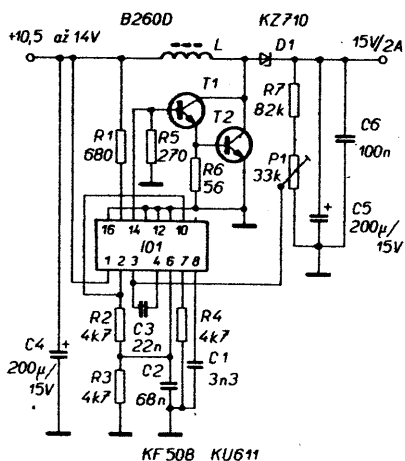 B260D KZ710
+10,5 až 14V L D1 15V/2A
T1
T2
R7
82k
R1
680
R5
270
R6
56
P1
33k
C6
100n
16 14 12 10
IO1
1 2 3 4 6 7 8
C5
200µ/
15V
R2
4k7
C3
22n
R4
4k7
C4
200µ/
15V
R3
4k7
C2
68n
C1
3n3
KF508 KU611